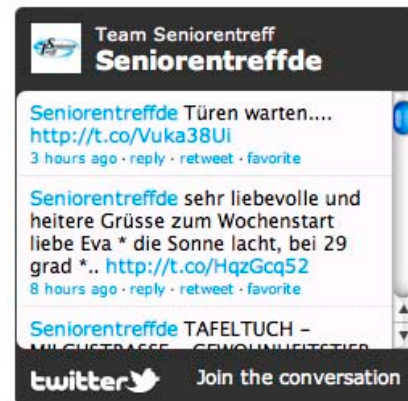 Team Seniorentreff
Seniorentreffde
Seniorentreffde Türen warten....
http://t.co/Vuka38Ui
3 hours ago · reply · retweet · favorite
Seniorentreffde sehr liebevolle und
heitere Grüsse zum Wochenstart
liebe Eva * die Sonne lacht, bei 29
grad *.. http://t.co/HqzGcq52
8 hours ago · reply · retweet · favorite
Seniorentreffde TAFELTUCH –
MILCHSTRASSE – GEWOHNHEITSTIER
twitter Join the conversation